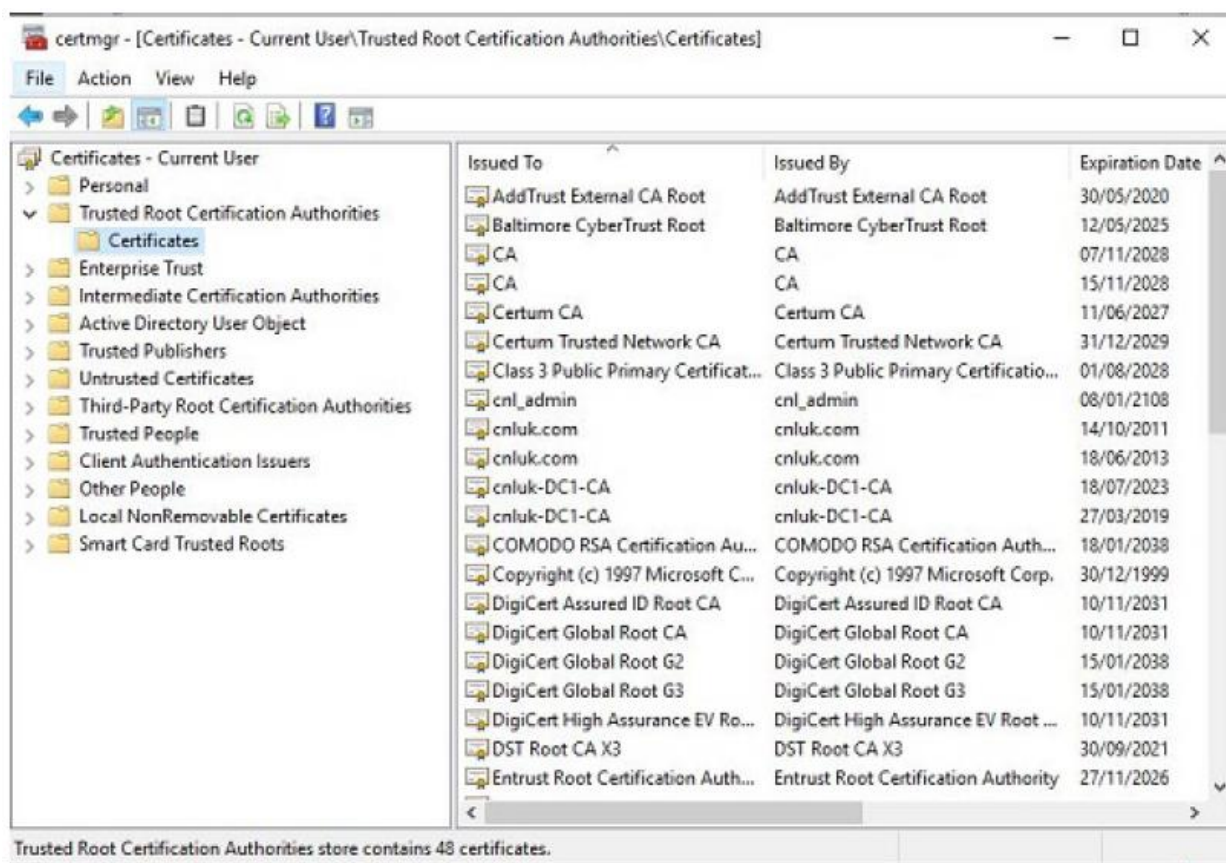 certmgr - [Certificates - Current User\Trusted Root Certification Authorities\Certificates]
File Action View Help
Certificates - Current User
Personal
Trusted Root Certification Authorities
Certificates
Enterprise Trust
Intermediate Certification Authorities
Active Directory User Object
Trusted Publishers
Untrusted Certificates
Third-Party Root Certification Authorities
Trusted People
Client Authentication Issuers
Other People
Local NonRemovable Certificates
Smart Card Trusted Roots
Issued To Issued By Expiration Date
AddTrust External CA Root AddTrust External CA Root 30/05/2020
Baltimore CyberTrust Root Baltimore CyberTrust Root 12/05/2025
CA CA 07/11/2028
CA CA 15/11/2028
Certum CA Certum CA 11/06/2027
Certum Trusted Network CA Certum Trusted Network CA 31/12/2029
Class 3 Public Primary Certificat... Class 3 Public Primary Certificatio... 01/08/2028
cnl_admin cnl_admin 08/01/2108
cnluk.com cnluk.com 14/10/2011
cnluk.com cnluk.com 18/06/2013
cnluk-DC1-CA cnluk-DC1-CA 18/07/2023
cnluk-DC1-CA cnluk-DC1-CA 27/03/2019
COMODO RSA Certification Au... COMODO RSA Certification Auth... 18/01/2038
Copyright (c) 1997 Microsoft C... Copyright (c) 1997 Microsoft Corp. 30/12/1999
DigiCert Assured ID Root CA DigiCert Assured ID Root CA 10/11/2031
DigiCert Global Root CA DigiCert Global Root CA 10/11/2031
DigiCert Global Root G2 DigiCert Global Root G2 15/01/2038
DigiCert Global Root G3 DigiCert Global Root G3 15/01/2038
DigiCert High Assurance EV Ro... DigiCert High Assurance EV Root ... 10/11/2031
DST Root CA X3 DST Root CA X3 30/09/2021
Entrust Root Certification Auth... Entrust Root Certification Authority 27/11/2026
Trusted Root Certification Authorities store contains 48 certificates.